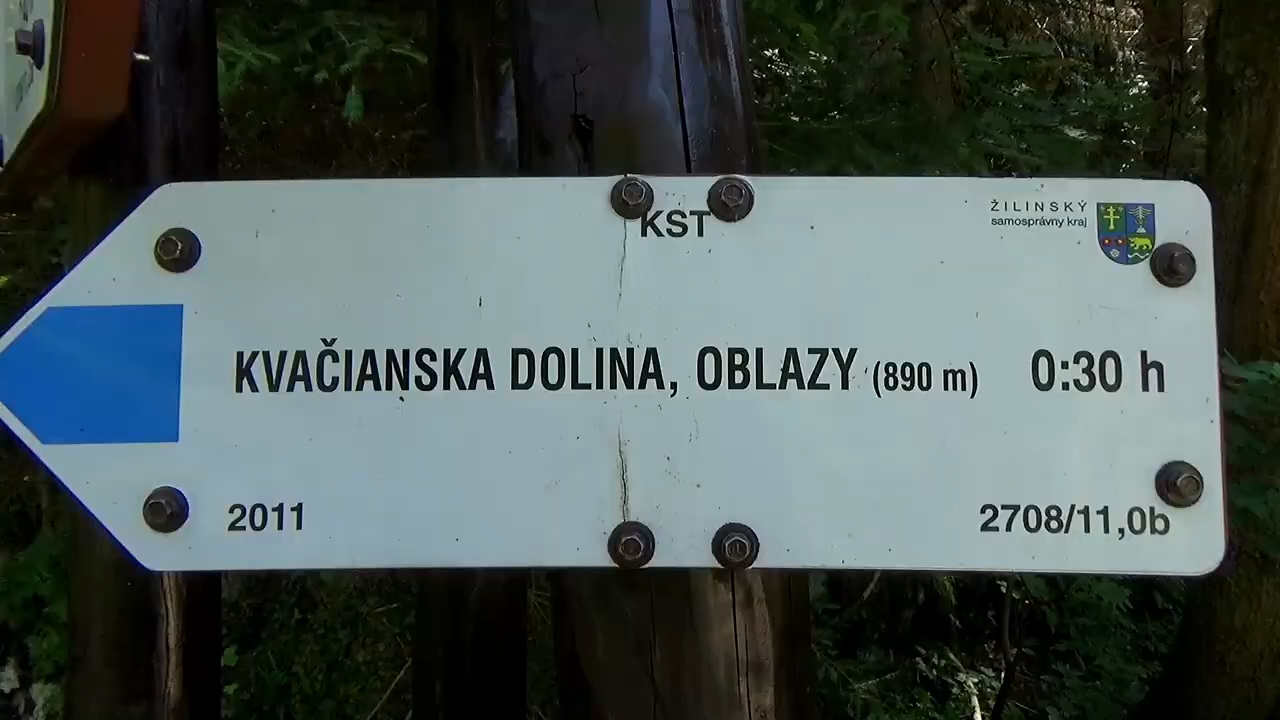 KST
ŽILINSKÝ
samosprávny kraj
KVAČIANSKA DOLINA, OBLAZY (890 m) 0:30 h
2011
2708/11,0b